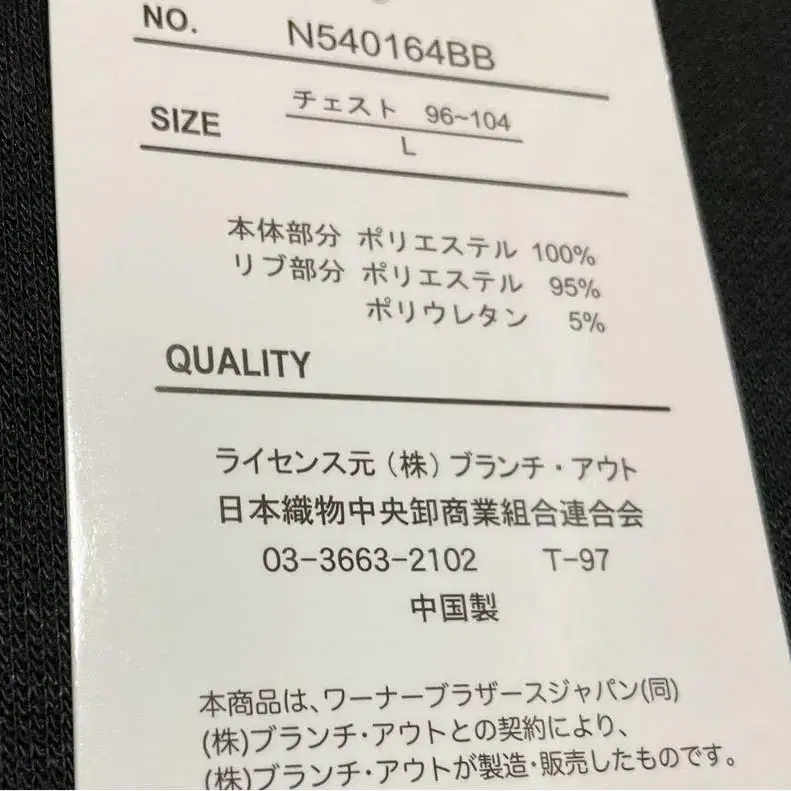 NO. N540164BB
チェスト 96~104
SIZE
L
本体部分 ポリエステル 100%
リブ部分 ポリエステル 95%
ポリウレタン 5%
QUALITY
ライセンス元(株)ブランチ・アウト
日本織物中央卸商業組合連合会
03-3663-2102 T-97
中国製
本商品は、ワーナーブラザースジャパン(同)
(株)ブランチ・アウトとの契約により、
(株)ブランチ・アウトが製造・販売したものです。